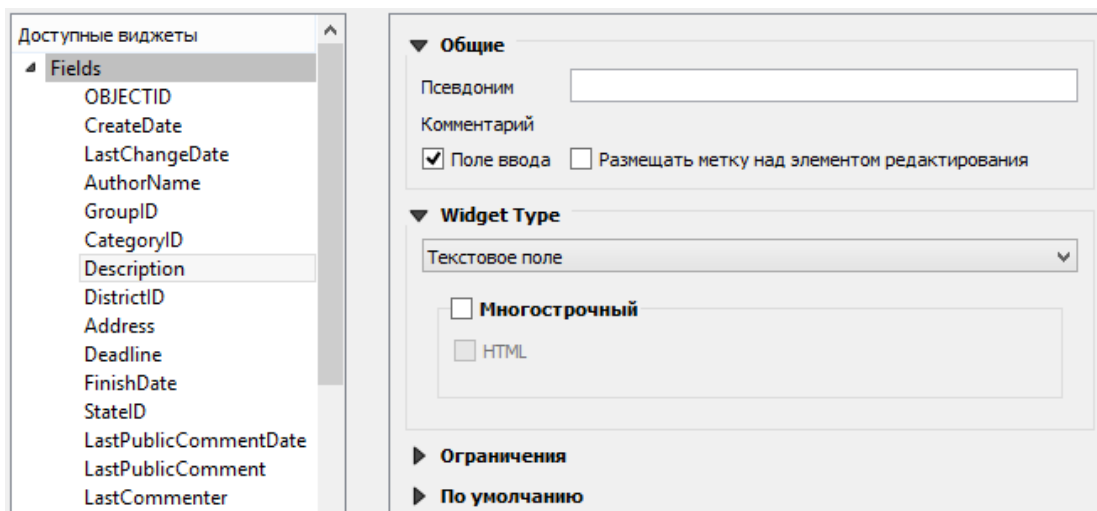 Доступные виджеты
Fields
OBJECTID
CreateDate
LastChangeDate
AuthorName
GroupID
CategoryID
Description
DistrictID
Address
Deadline
FinishDate
StateID
LastPublicCommentDate
LastPublicComment
LastCommenter
Общие
Псевдоним
Комментарий
Поле ввода Размещать метку над элементом редактирования
Widget Type
Текстовое поле
Многострочный
HTML
Ограничения
По умолчанию